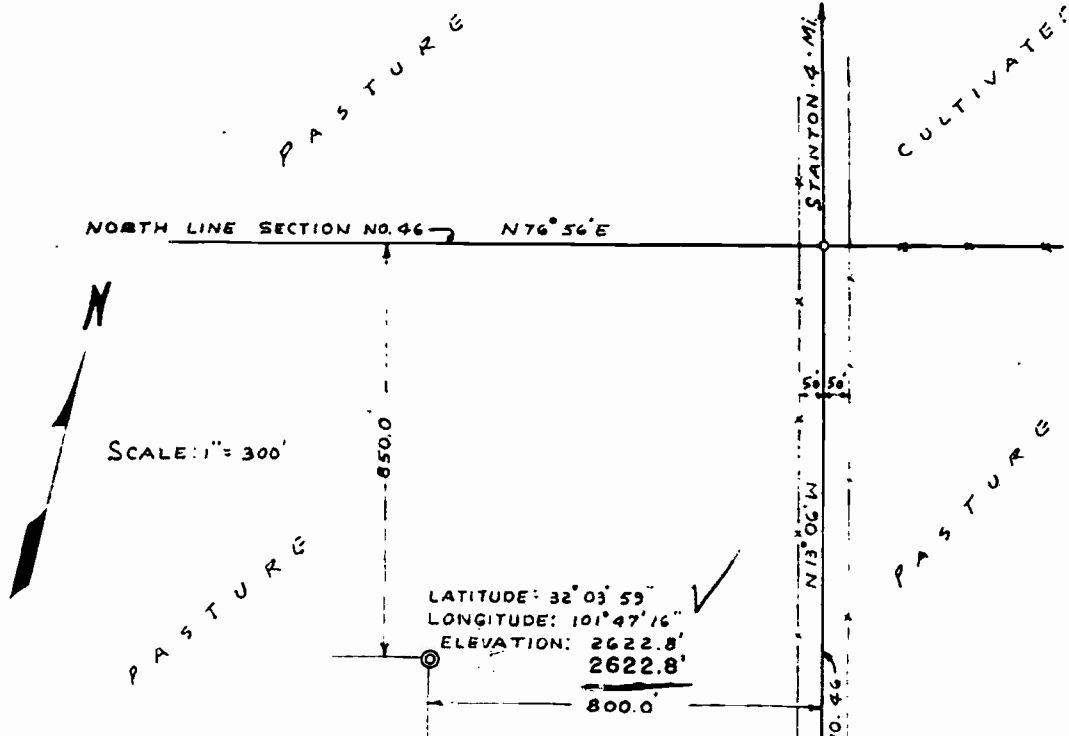 PASTURE
STANTON·4·Mi.
CULTIVATED
NORTH LINE SECTION NO.46
N76°56'E
N
50' 50'
850.0'
SCALE: 1" = 300'
N13°06'W
PASTURE
PASTURE
LATITUDE: 32°03'59"
LONGITUDE: 101°47'16"
ELEVATION: 2622.8'
2622.8'
800.0'
NO.46